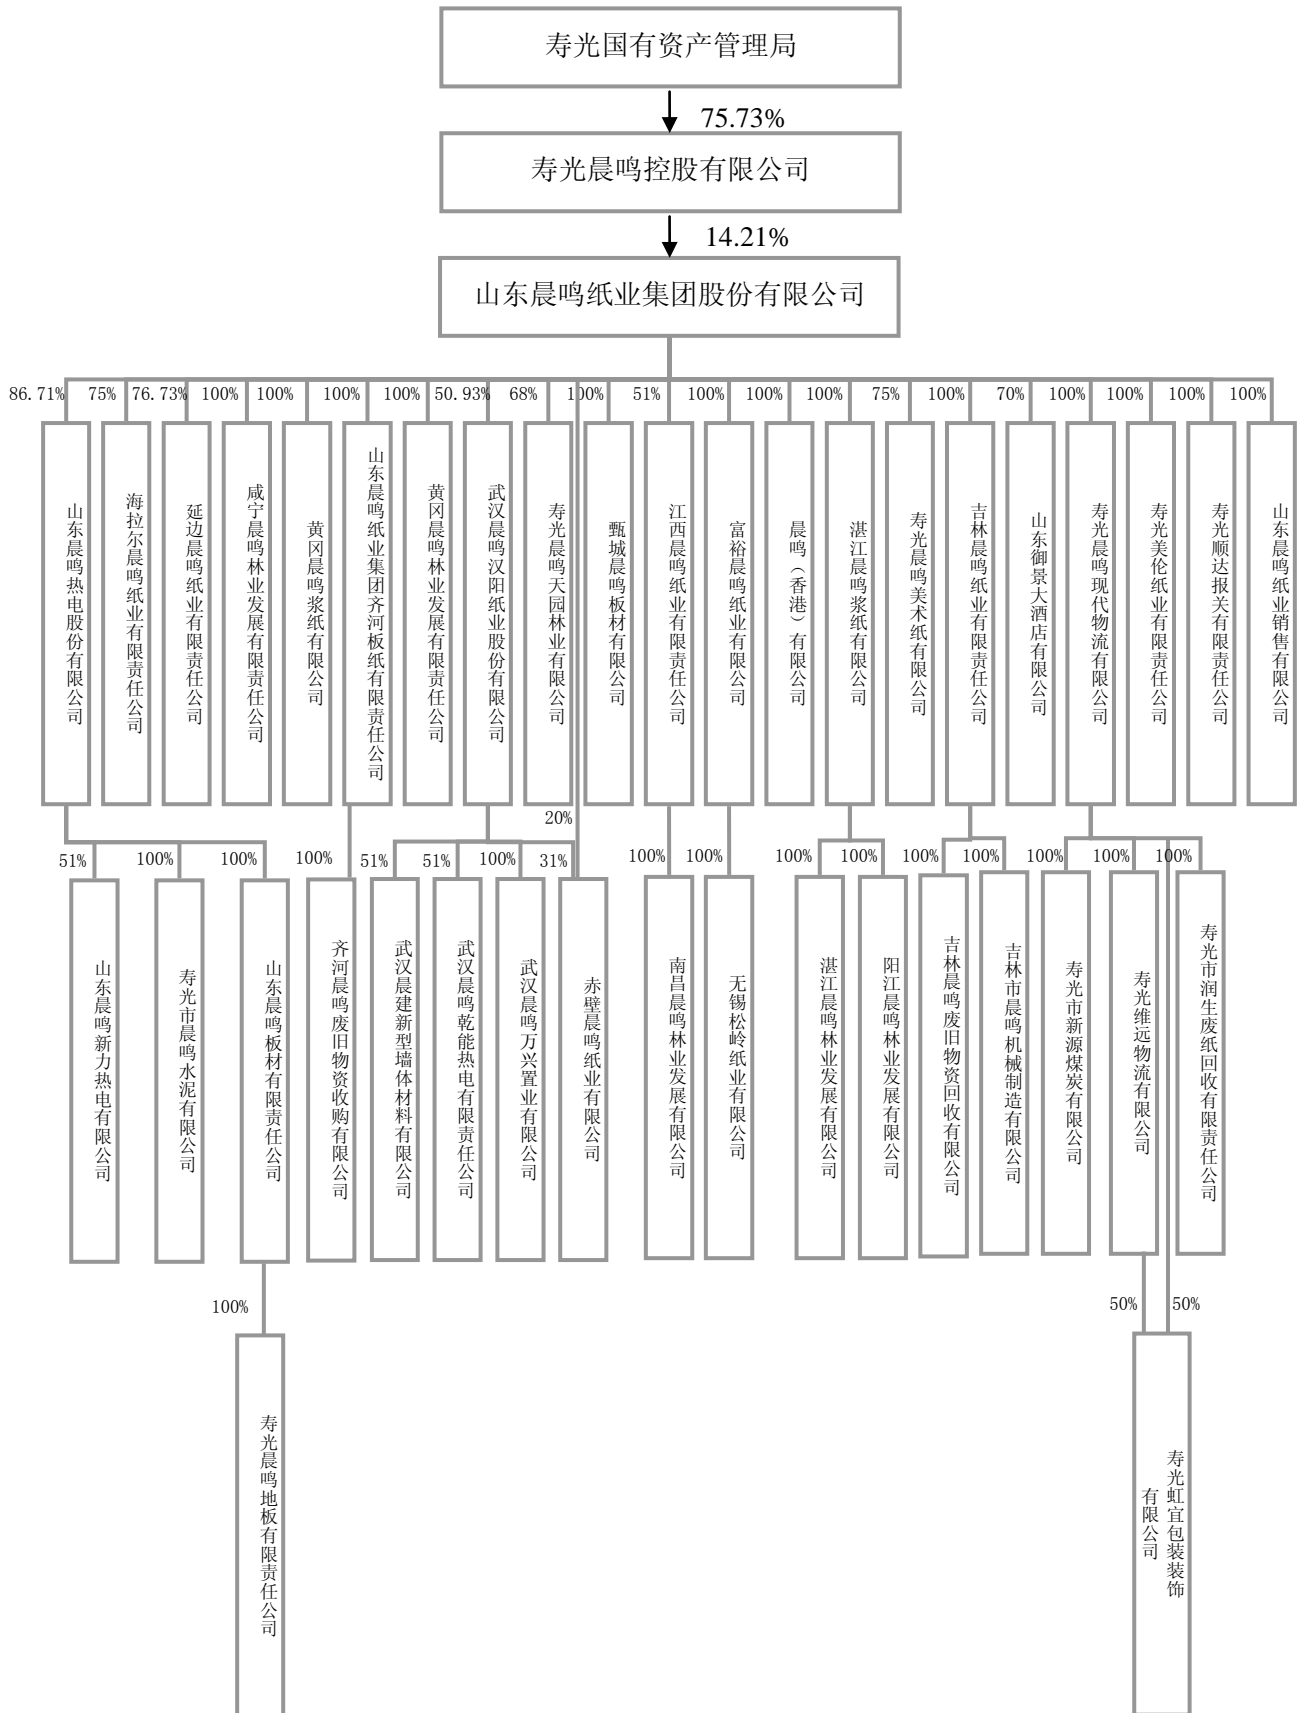 寿光国有资产管理局
75.73%
寿光晨鸣控股有限公司
14.21%
山东晨鸣纸业集团股份有限公司
86.71%
75%
76.73%
100%
100%
100%
100%
50.93%
68%
100%
51%
100%
100%
100%
75%
100%
70%
100%
100%
100%
100%
山东晨鸣热电股份有限公司
海拉尔晨鸣纸业有限责任公司
延边晨鸣纸业有限责任公司
咸宁晨鸣林业发展有限责任公司
黄冈晨鸣浆纸有限公司
山东晨鸣纸业集团齐河板纸有限责任公司
黄冈晨鸣林业发展有限责任公司
武汉晨鸣汉阳纸业股份有限公司
寿光晨鸣天园林业有限公司
甄城晨鸣板材有限公司
江西晨鸣纸业有限责任公司
富裕晨鸣纸业有限公司
晨鸣（香港）有限公司
湛江晨鸣浆纸有限公司
寿光晨鸣美术纸有限公司
吉林晨鸣纸业有限责任公司
山东御景大酒店有限公司
寿光晨鸣现代物流有限公司
寿光美伦纸业有限责任公司
寿光顺达报关有限责任公司
山东晨鸣纸业销售有限公司
20%
51%
100%
100%
100%
51%
51%
100%
31%
100%
100%
100%
100%
100%
100%
100%
100%
100%
山东晨鸣新力热电有限公司
寿光市晨鸣水泥有限公司
山东晨鸣板材有限责任公司
齐河晨鸣废旧物资收购有限公司
武汉晨建新型墙体材料有限公司
武汉晨鸣乾能热电有限责任公司
武汉晨鸣万兴置业有限公司
赤壁晨鸣纸业有限公司
南昌晨鸣林业发展有限公司
无锡松岭纸业有限公司
湛江晨鸣林业发展有限公司
阳江晨鸣林业发展有限公司
吉林晨鸣废旧物资回收有限公司
吉林市晨鸣机械制造有限公司
寿光市新源煤炭有限公司
寿光维远物流有限公司
寿光市润生废纸回收有限责任公司
100%
50%
50%
寿光晨鸣地板有限责任公司
寿光虹宜包装装饰
有限公司